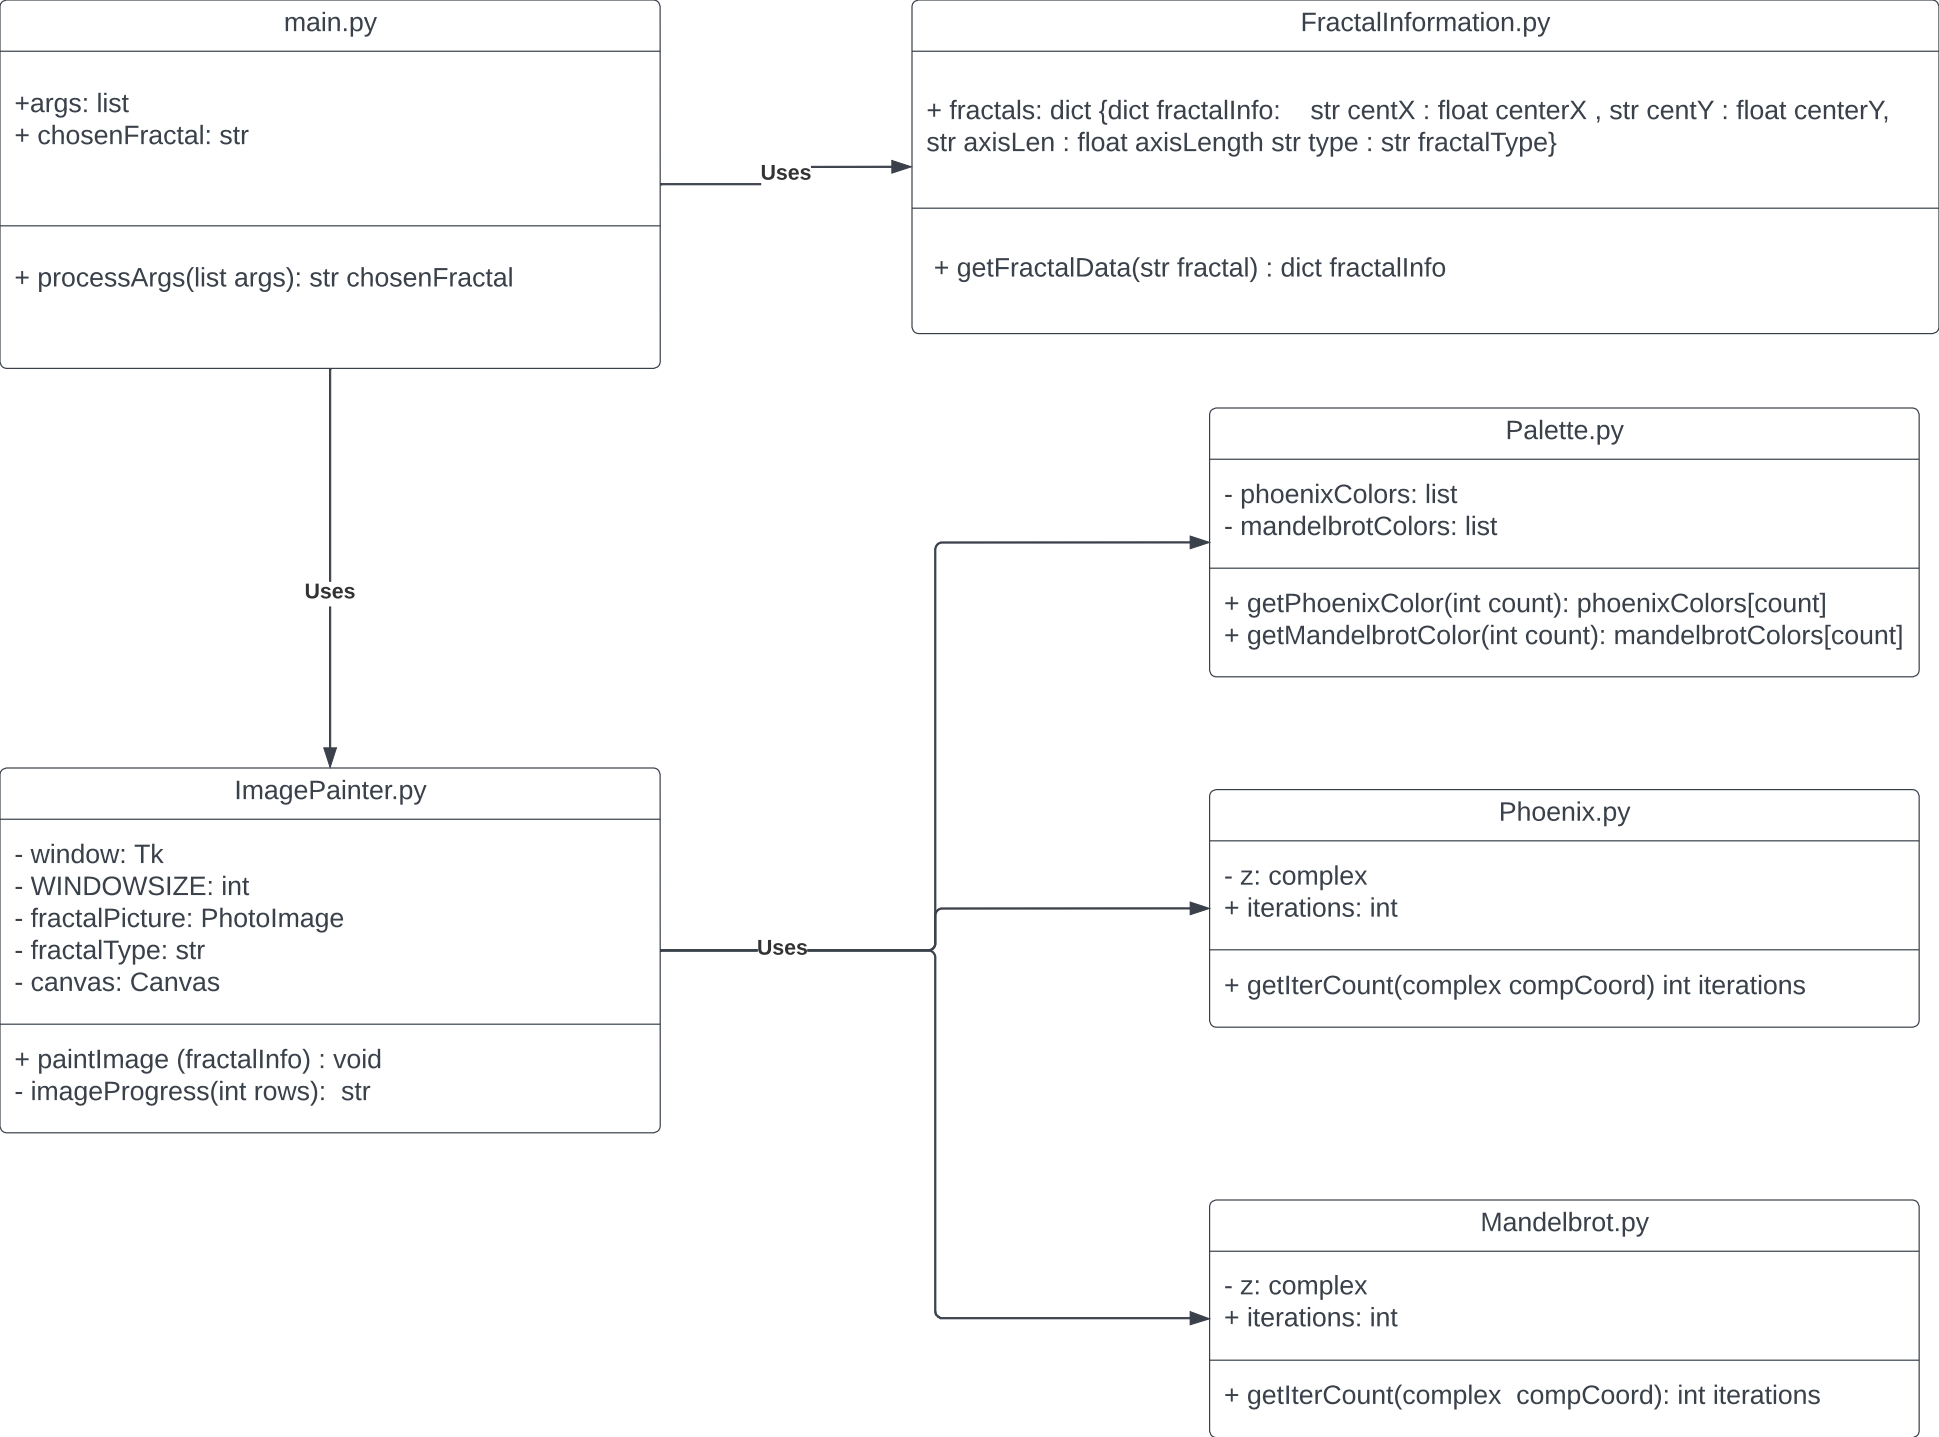 main.py
+args: list
+ chosenFractal: str
+ processArgs(list args): str chosenFractal
Uses
FractalInformation.py
+ fractals: dict {dict fractalInfo:    str centX : float centerX , str centY : float centerY,
str axisLen : float axisLength str type : str fractalType}
+ getFractalData(str fractal) : dict fractalInfo
Uses
ImagePainter.py
- window: Tk
- WINDOWSIZE: int
- fractalPicture: PhotoImage
- fractalType: str
- canvas: Canvas
+ paintImage (fractalInfo) : void
- imageProgress(int rows):  str
Uses
Palette.py
- phoenixColors: list
- mandelbrotColors: list
+ getPhoenixColor(int count): phoenixColors[count]
+ getMandelbrotColor(int count): mandelbrotColors[count]
Phoenix.py
- z: complex
+ iterations: int
+ getIterCount(complex compCoord) int iterations
Mandelbrot.py
- z: complex
+ iterations: int
+ getIterCount(complex  compCoord): int iterations